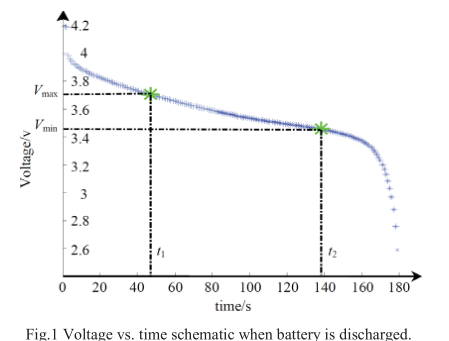 4.2
4
3.8
Vmax
3.6
Vmin
3.4
3.2
3
2.8
2.6
Voltage/v
t1
t2
0 20 40 60 80 100 120 140 160 180
time/s
Fig.1 Voltage vs. time schematic when battery is discharged.